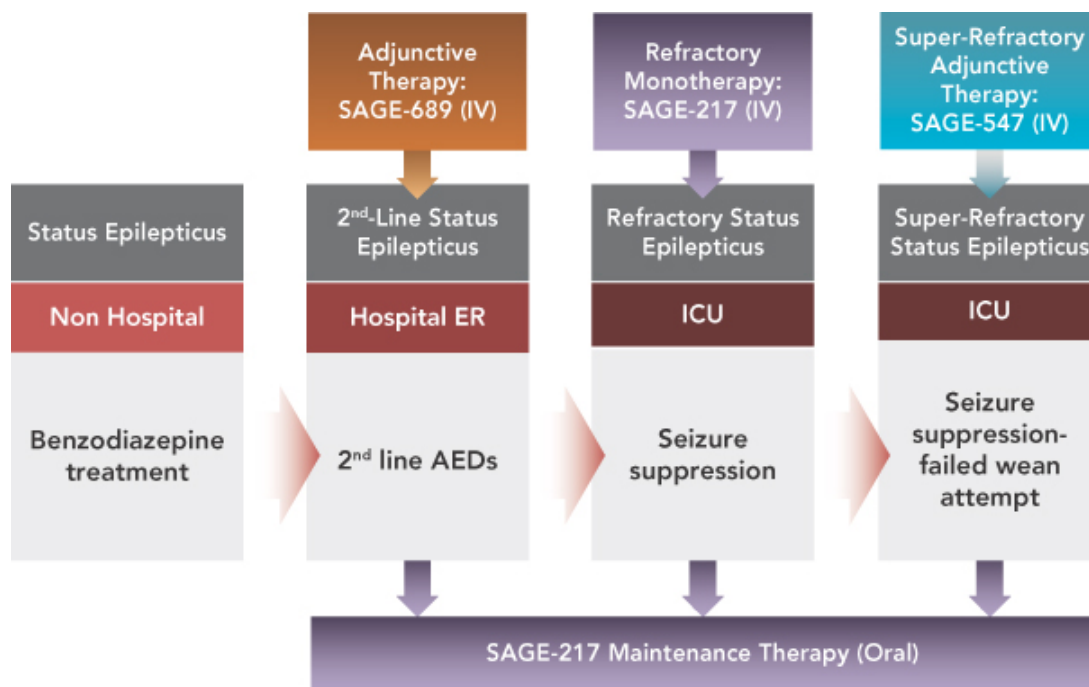 Adjunctive
Therapy:
SAGE-689 (IV)
Refractory
Monotherapy:
SAGE-217 (IV)
Super-Refractory
Adjunctive
Therapy:
SAGE-547 (IV)
Status Epilepticus
2nd-Line Status
Epilepticus
Refractory Status
Epilepticus
Super-Refractory
Status Epilepticus
Non Hospital
Hospital ER
ICU
ICU
Benzodiazepine
treatment
2nd line AEDs
Seizure
suppression
Seizure
suppression-
failed wean
attempt
SAGE-217 Maintenance Therapy (Oral)